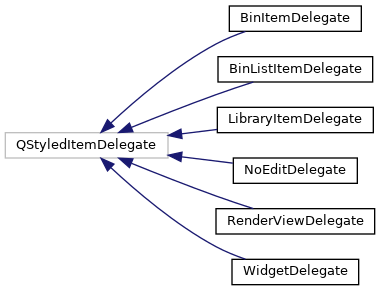 BinItemDelegate
BinListItemDelegate
LibraryItemDelegate
QStyledItemDelegate
NoEditDelegate
RenderViewDelegate
WidgetDelegate